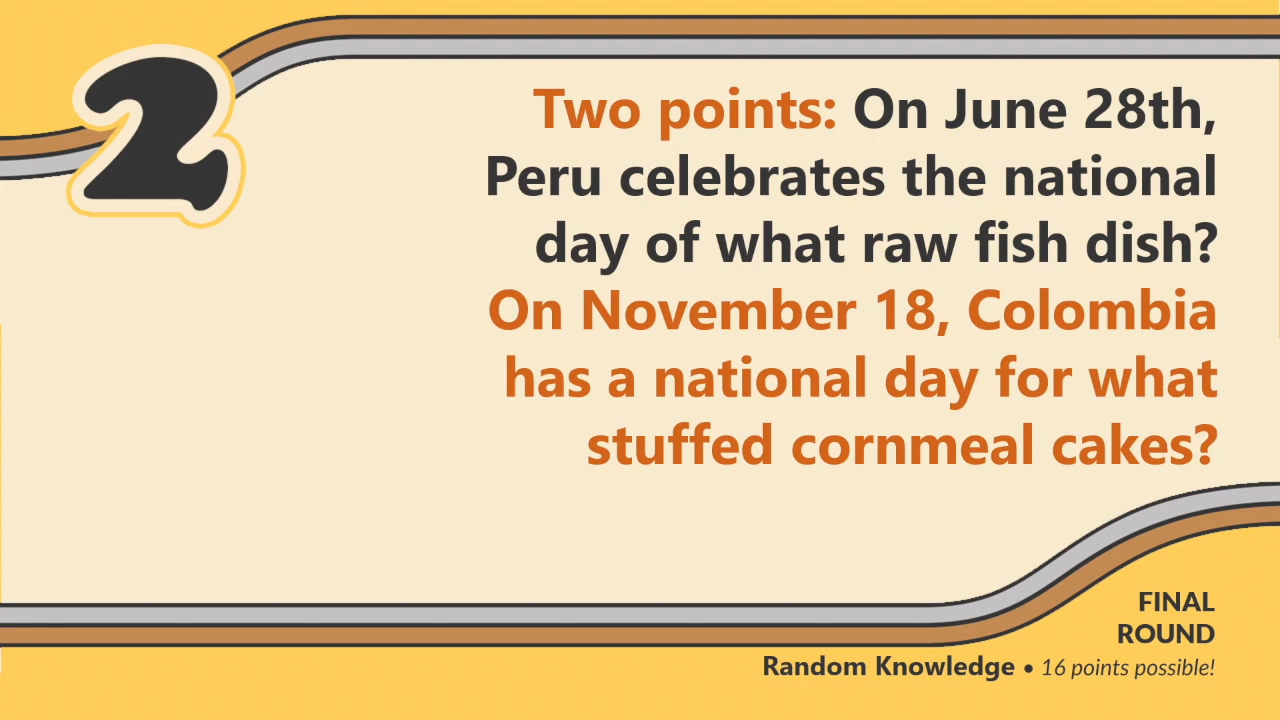 2
Two points: On June 28th,
Peru celebrates the national
day of what raw fish dish?
On November 18, Colombia
has a national day for what
stuffed cornmeal cakes?
FINAL
ROUND
Random Knowledge • 16 points possible!